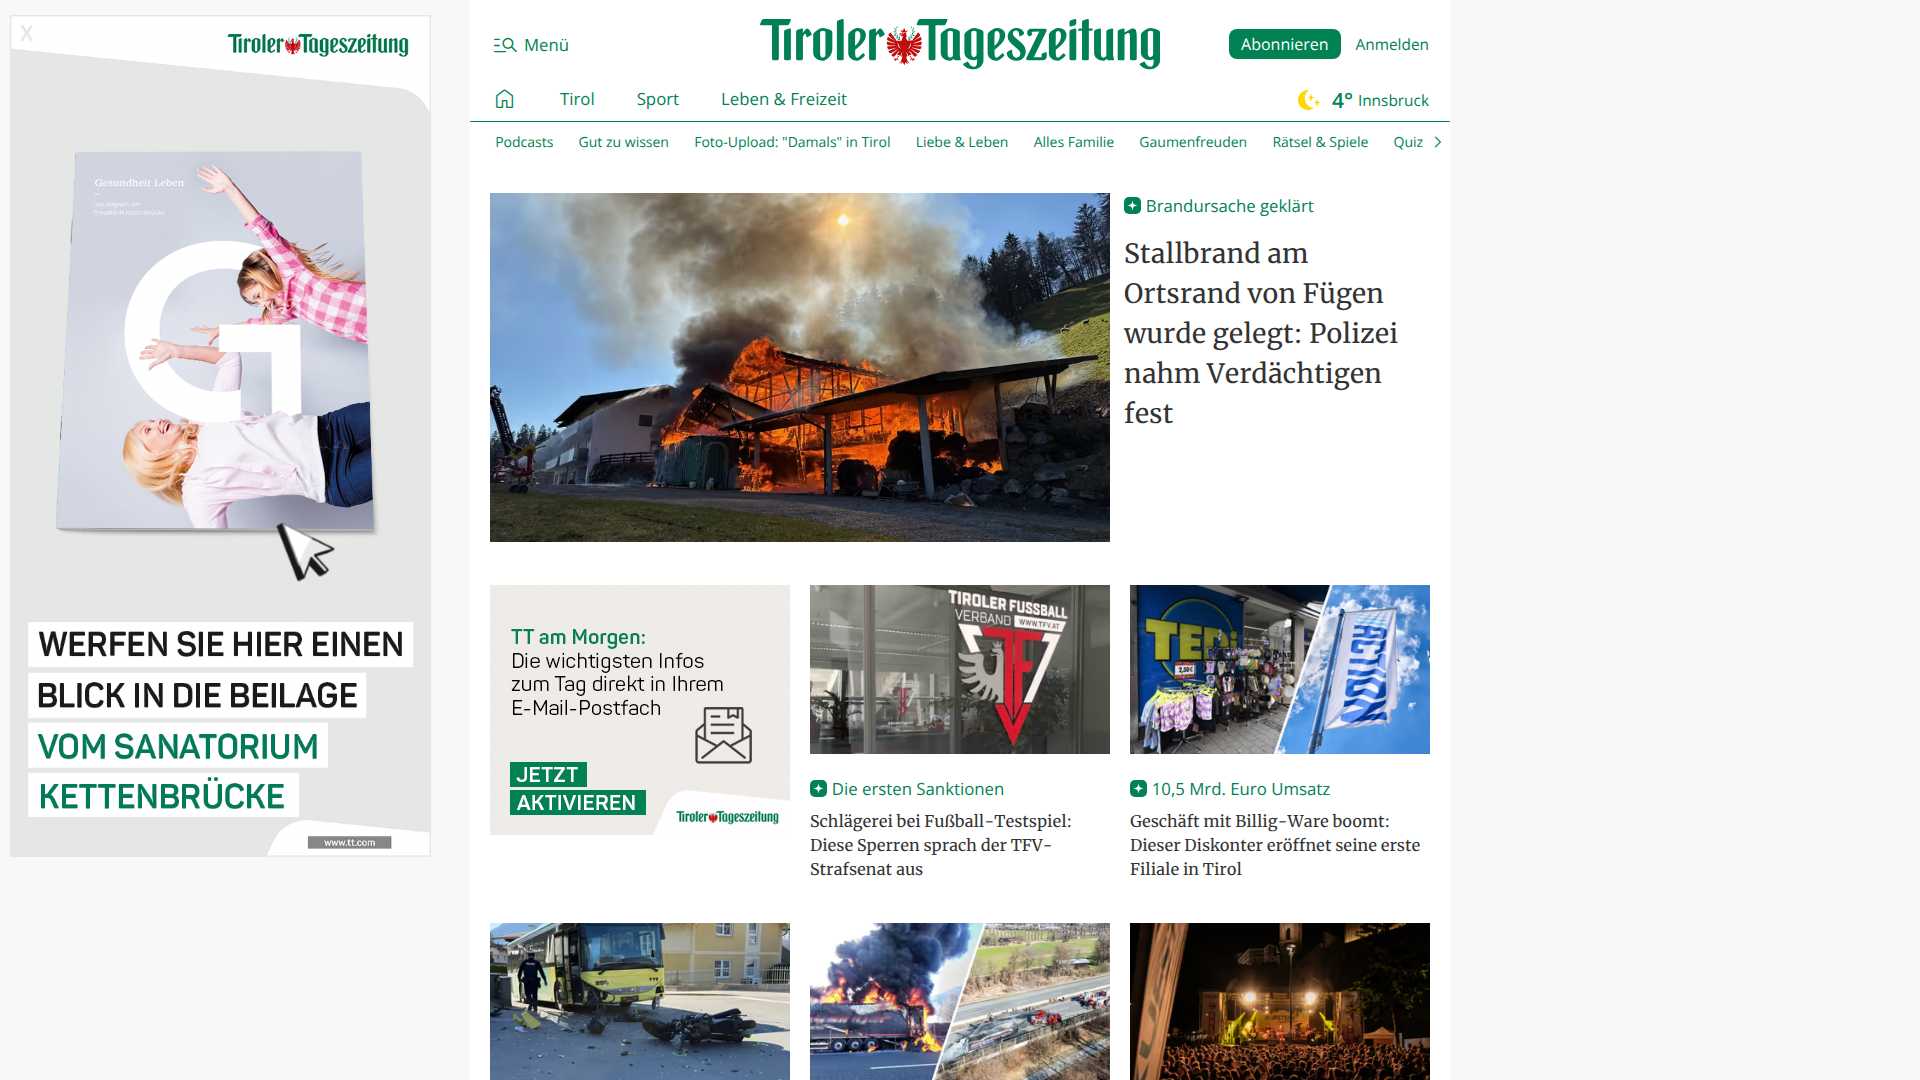 X
Tiroler Tageszeitung
Gesundheit Leben
WERFEN SIE HIER EINEN
BLICK IN DIE BEILAGE
VOM SANATORIUM
KETTENBRÜCKE
www.tt.com
Menü
Tiroler Tageszeitung
Abonnieren
Anmelden
Tirol
Sport
Leben & Freizeit
4° Innsbruck
Podcasts
Gut zu wissen
Foto-Upload: "Damals" in Tirol
Liebe & Leben
Alles Familie
Gaumenfreuden
Rätsel & Spiele
Quiz
Brandursache geklärt
Stallbrand am
Ortsrand von Fügen
wurde gelegt: Polizei
nahm Verdächtigen
fest
TT am Morgen:
Die wichtigsten Infos
zum Tag direkt in Ihrem
E-Mail-Postfach
JETZT
AKTIVIEREN
Tiroler Tageszeitung
TIROLER FUSSBALL
VERBAND WWW.TFV.AT
TFV
Die ersten Sanktionen
Schlägerei bei Fußball-Testspiel:
Diese Sperren sprach der TFV-
Strafsenat aus
TEDi
2,50€
ACTION
10,5 Mrd. Euro Umsatz
Geschäft mit Billig-Ware boomt:
Dieser Diskonter eröffnet seine erste
Filiale in Tirol